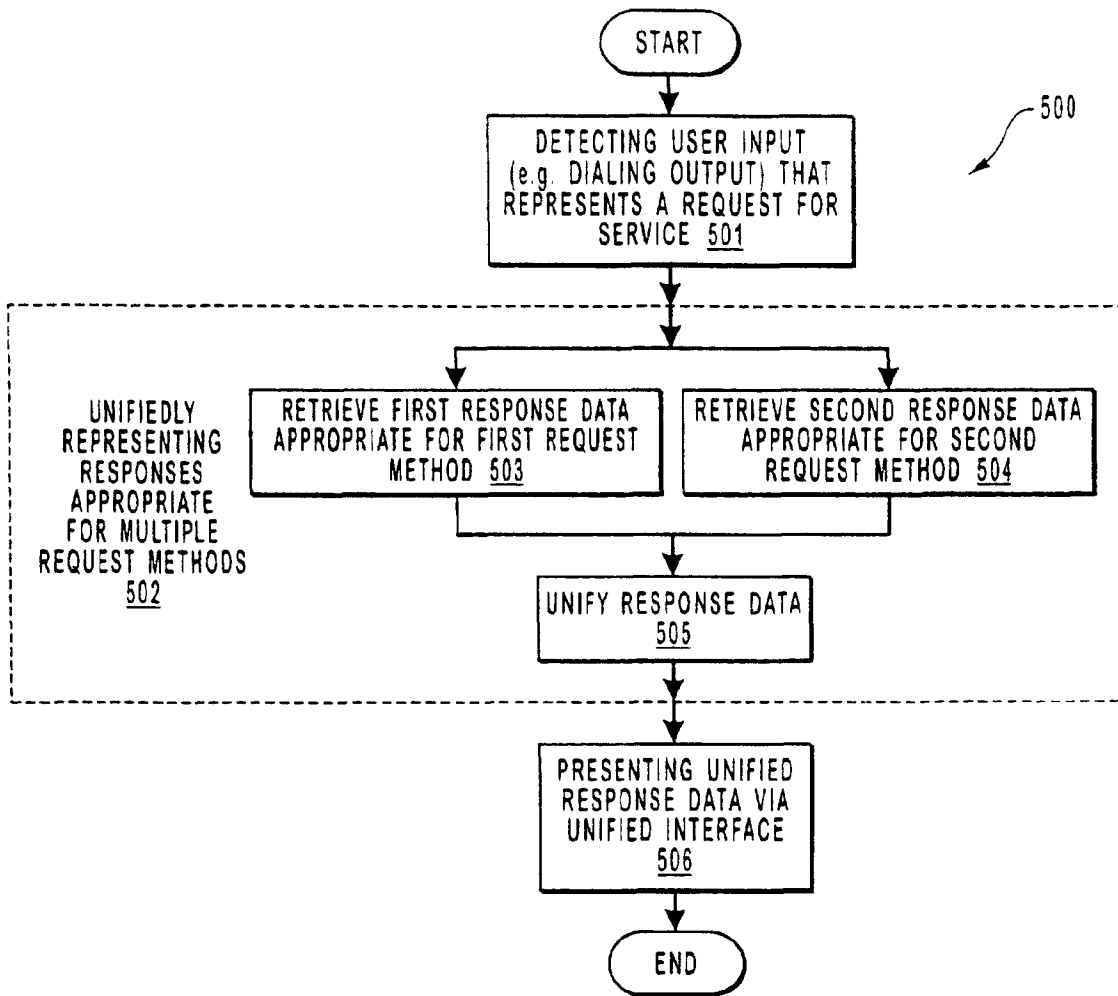 START
500
DETECTING USER INPUT
(e.g. DIALING OUTPUT) THAT
REPRESENTS A REQUEST FOR
SERVICE 501
UNIFIEDLY
REPRESENTING
RESPONSES
APPROPRIATE
FOR MULTIPLE
REQUEST METHODS
502
RETRIEVE FIRST RESPONSE DATA
APPROPRIATE FOR FIRST REQUEST
METHOD 503
RETRIEVE SECOND RESPONSE DATA
APPROPRIATE FOR SECOND
REQUEST METHOD 504
UNIFY RESPONSE DATA
505
PRESENTING UNIFIED
RESPONSE DATA VIA
UNIFIED INTERFACE
506
END